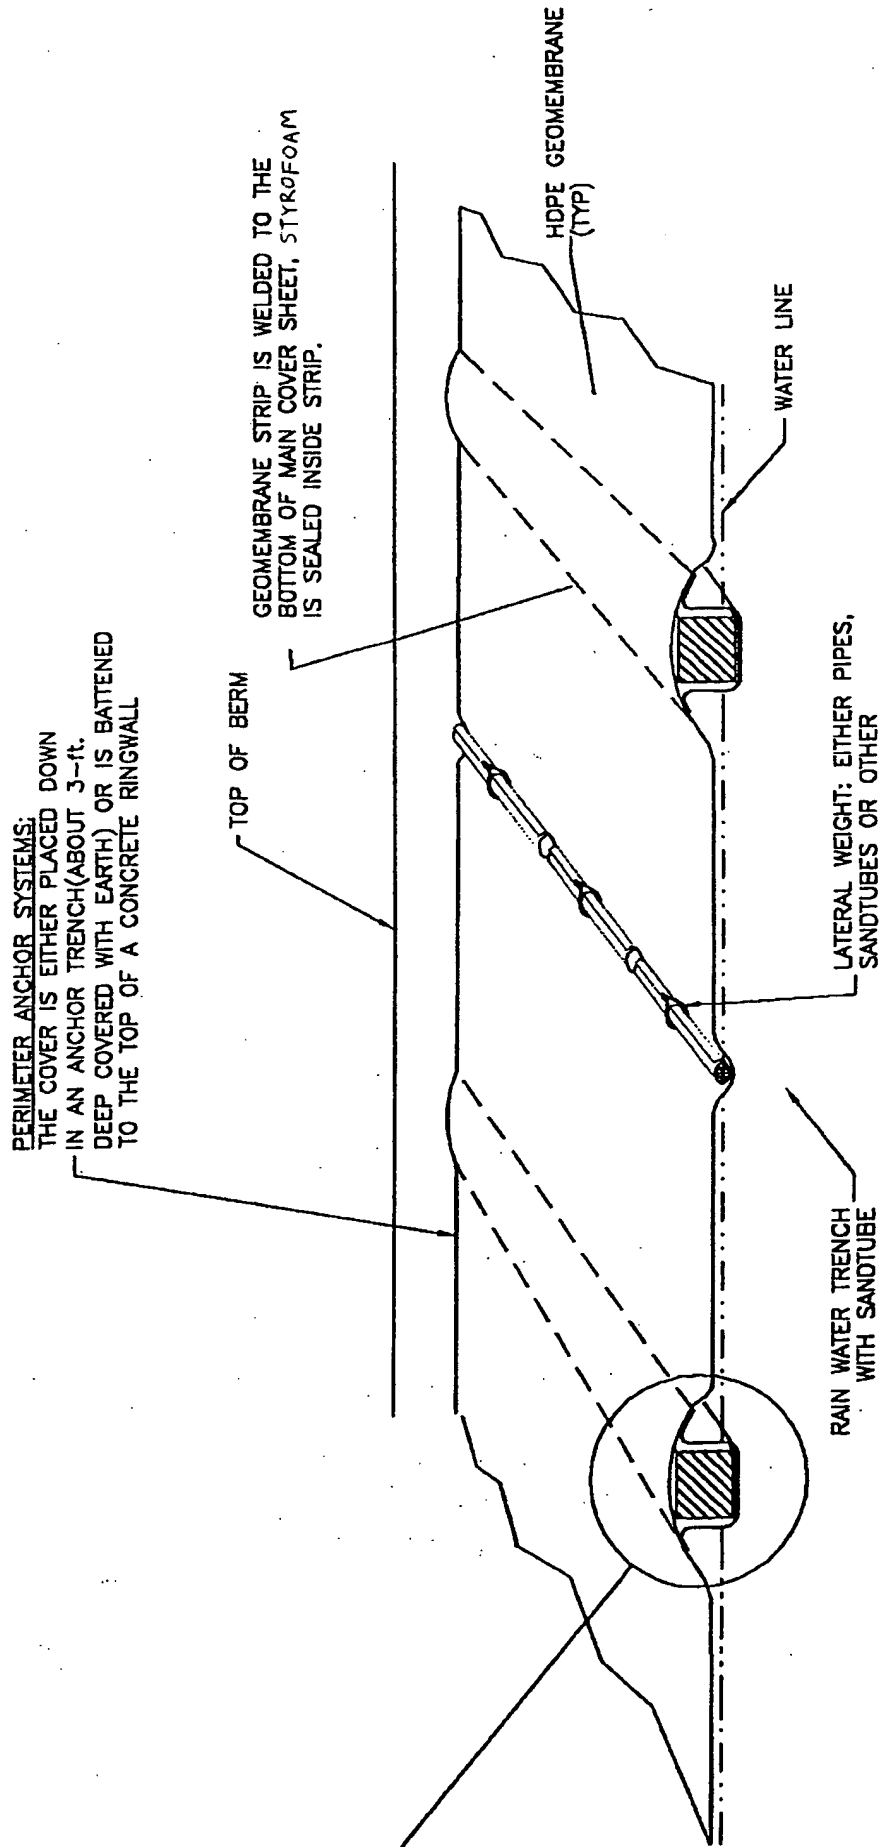 PERIMETER ANCHOR SYSTEMS:
THE COVER IS EITHER PLACED DOWN
IN AN ANCHOR TRENCH(ABOUT 3-ft.
DEEP COVERED WITH EARTH) OR IS BATTENED
TO THE TOP OF A CONCRETE RINGWALL
TOP OF BERM
GEOMEMBRANE STRIP IS WELDED TO THE
BOTTOM OF MAIN COVER SHEET, STYROFOAM
IS SEALED INSIDE STRIP.
HDPE GEOMEMBRANE
(TYP)
WATER LINE
LATERAL WEIGHT: EITHER PIPES,
SANDTUBES OR OTHER
RAIN WATER TRENCH
WITH SANDTUBE